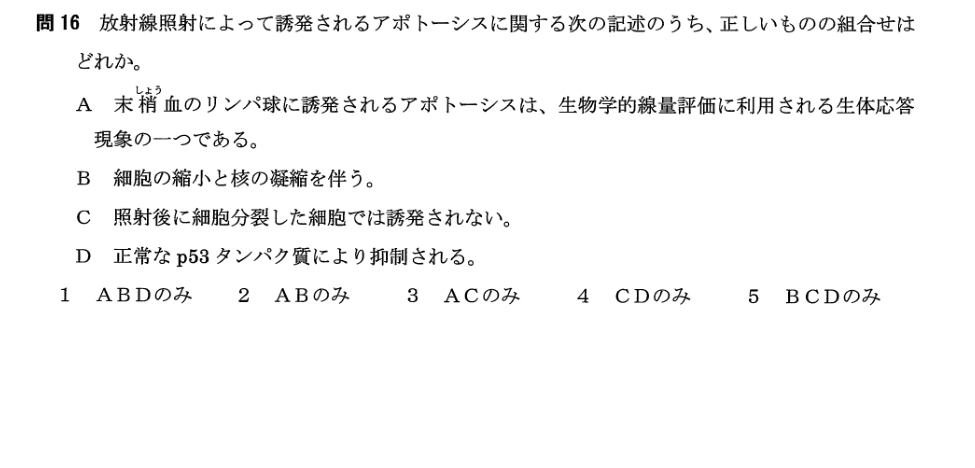 問16　放射線照射によって誘発されるアポトーシスに関する次の記述のうち、正しいものの組合せは
どれか。
しょう
A　末梢血のリンパ球に誘発されるアポトーシスは、生物学的線量評価に利用される生体応答
現象の一つである。
B　細胞の縮小と核の凝縮を伴う。
C　照射後に細胞分裂した細胞では誘発されない。
D　正常なp53タンパク質により抑制される。
1　ABDのみ　2　ABのみ　3　ACのみ　4　CDのみ　5　BCDのみ